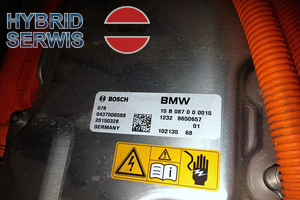 HYBRID
SERWIS
BOSCH
BMW
078
0437508588
20150328
GERMANY
15 B 087 0 0 0015
1232 8650657
01
102135 68